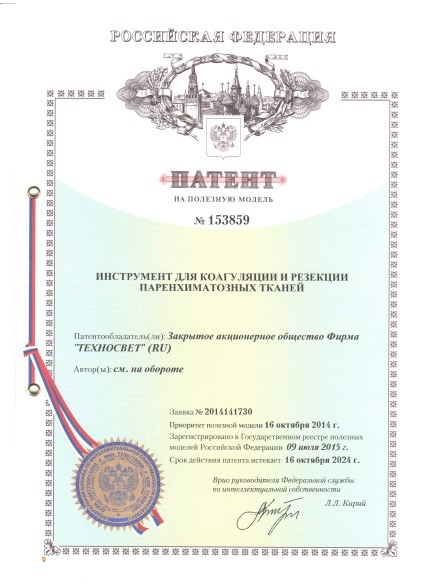 РОССИЙСКАЯ ФЕДЕРАЦИЯ
ПАТЕНТ
НА ПОЛЕЗНУЮ МОДЕЛЬ
№ 153859
ИНСТРУМЕНТ ДЛЯ КОАГУЛЯЦИИ И РЕЗЕКЦИИ
ПАРЕНХИМАТОЗНЫХ ТКАНЕЙ
Патентообладатель(ли): Закрытое акционерное общество Фирма
"ТЕХНОСВЕТ" (RU)
Автор(ы): см. на обороте
Заявка № 2014141730
Приоритет полезной модели 16 октября 2014 г.
Зарегистрировано в Государственном реестре полезных
моделей Российской Федерации 09 июля 2015 г.
Срок действия патента истекает 16 октября 2024 г.
Врио руководителя Федеральной службы
по интеллектуальной собственности
Л.Л. Кирий